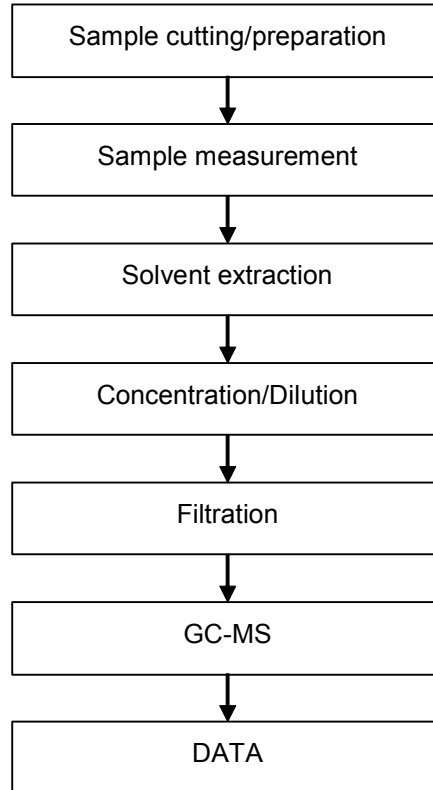 Sample cutting/preparation
Sample measurement
Solvent extraction
Concentration/Dilution
Filtration
GC-MS
DATA